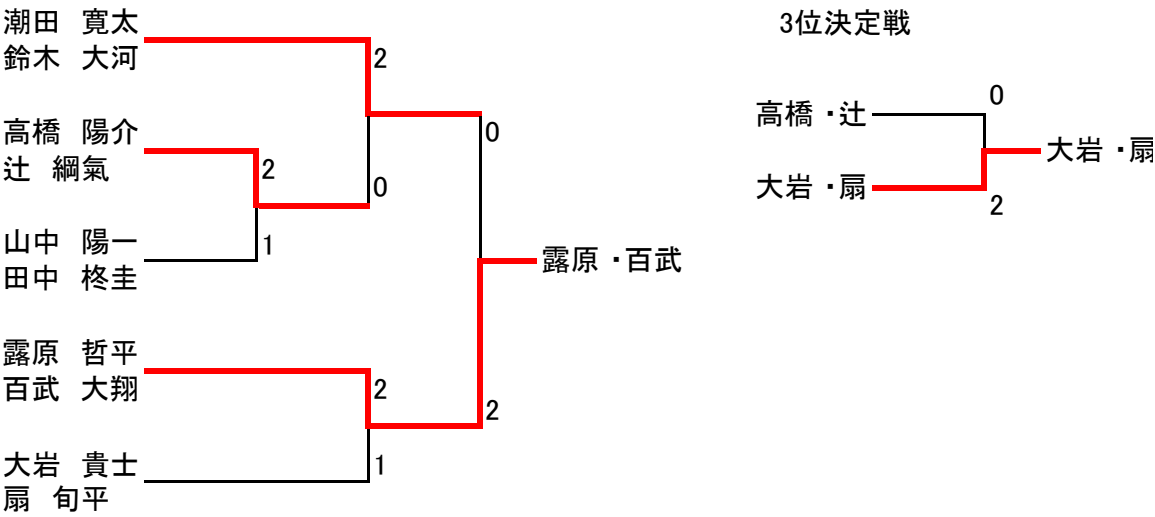 潮田 寛太
鈴木 大河
2
高橋 陽介
辻 綱氣
2
0
山中 陽一
田中 柊圭
1
0
露原 ・百武
露原 哲平
百武 大翔
2
2
大岩 貴士
扇 旬平
1
3位決定戦
高橋 ・辻
0
大岩 ・扇
大岩 ・扇
2